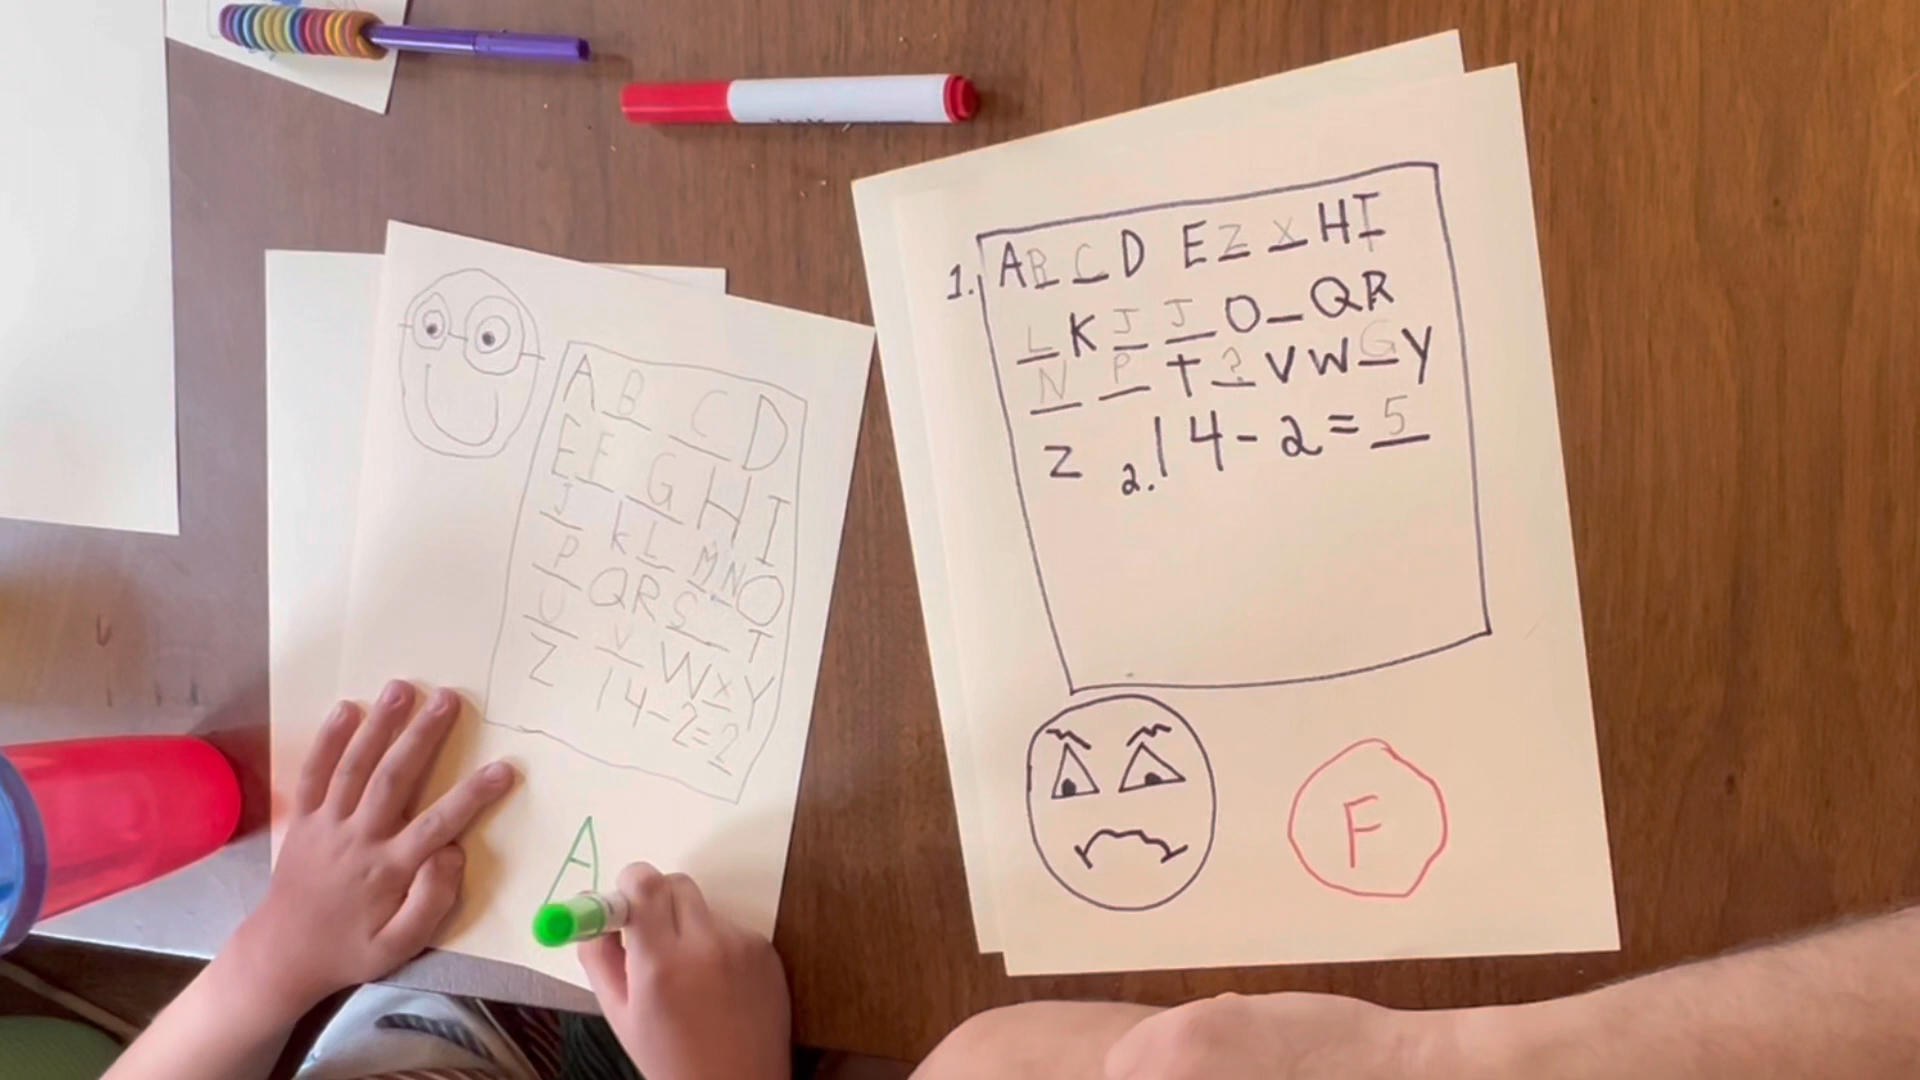 A B C D
E F G H I
J K L M N O
P Q R S T
U V W X Y
Z 14-2=2
A
1. A B C D E Z X H I
L K J J O _ Q R
N P T ? V W G Y
Z 2. 14-2=5
F